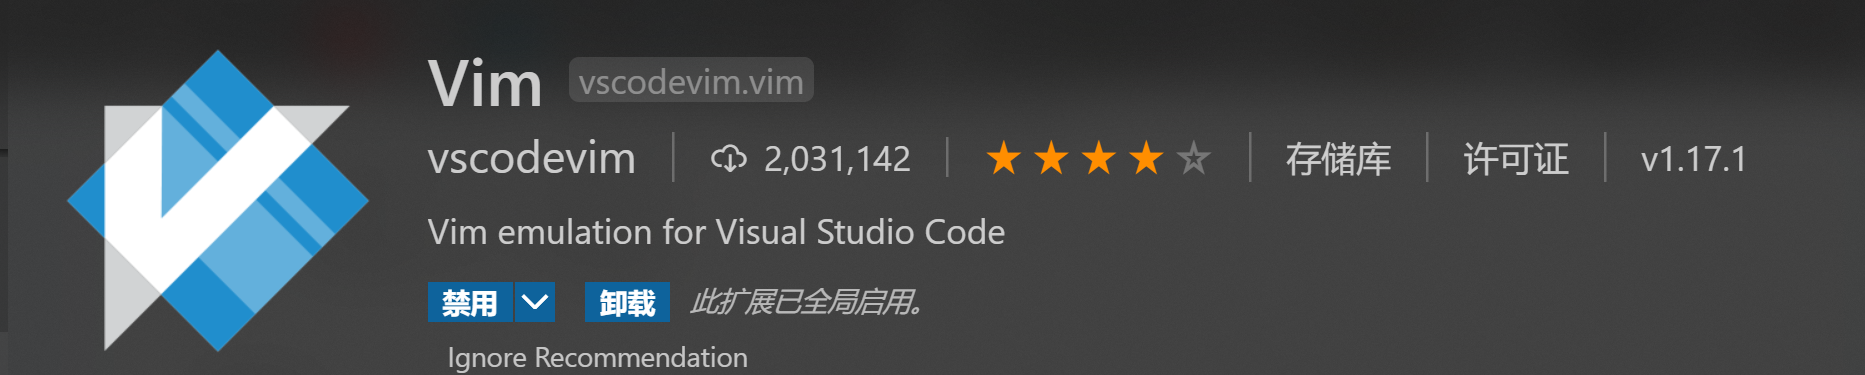 Vim vscodevim.vim
vscodevim 2,031,142 存储库 许可证 v1.17.1
Vim emulation for Visual Studio Code
禁用 卸载 此扩展已全局启用。
Ignore Recommendation